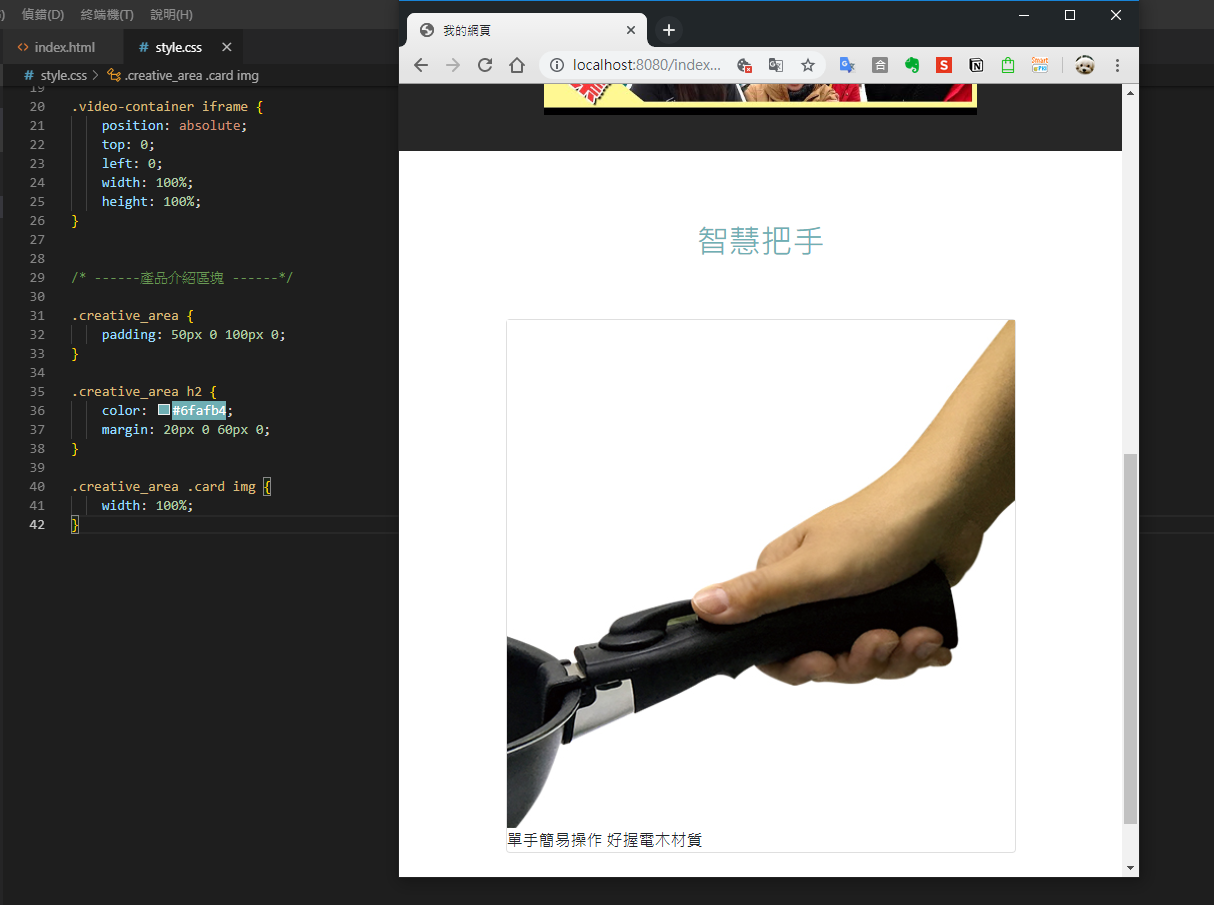 偵錯(D) 終端機(T) 說明(H)
index.html
# style.css
# style.css > .creative_area .card img
19
20 .video-container iframe {
21 position: absolute;
22 top: 0;
23 left: 0;
24 width: 100%;
25 height: 100%;
26 }
27
28
29 /* ------產品介紹區塊 ------*/
30
31 .creative_area {
32 padding: 50px 0 100px 0;
33 }
34
35 .creative_area h2 {
36 color: #6fafb4;
37 margin: 20px 0 60px 0;
38 }
39
40 .creative_area .card img {
41 width: 100%;
42 }
我的網頁
localhost:8080/index...
智慧把手
單手簡易操作 好握電木材質